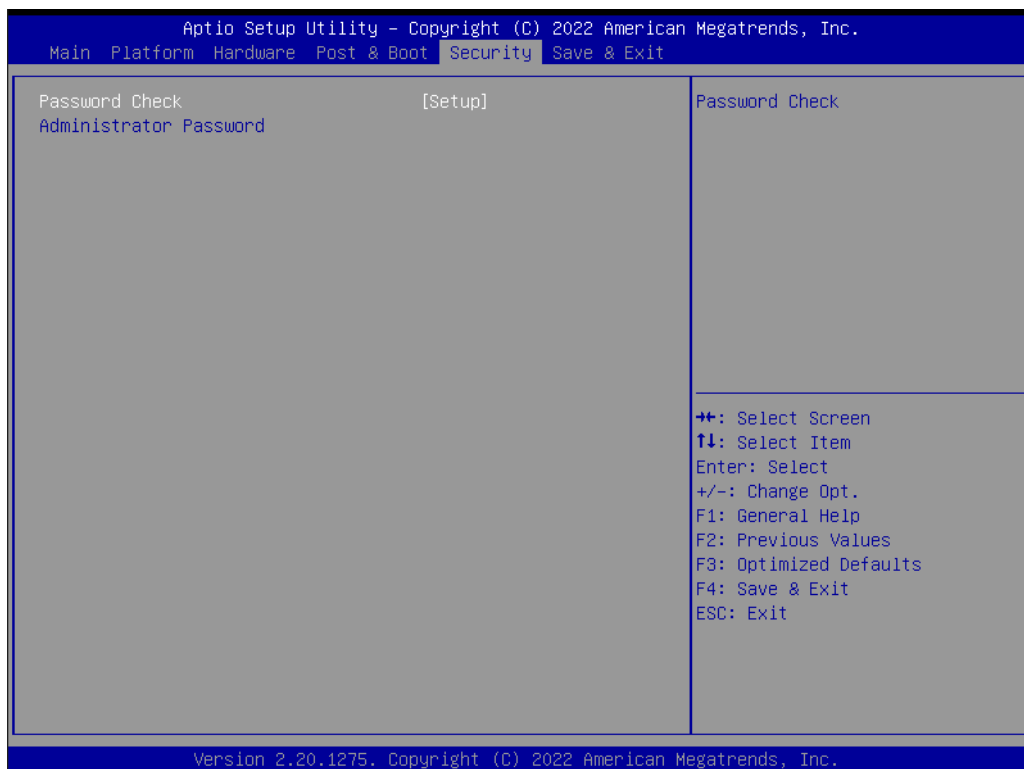 Aptio Setup Utility – Copyright (C) 2022 American Megatrends, Inc.
Main Platform Hardware Post & Boot Security Save & Exit
Password Check [Setup]
Administrator Password
Password Check
→←: Select Screen
↑↓: Select Item
Enter: Select
+/-: Change Opt.
F1: General Help
F2: Previous Values
F3: Optimized Defaults
F4: Save & Exit
ESC: Exit
Version 2.20.1275. Copyright (C) 2022 American Megatrends, Inc.